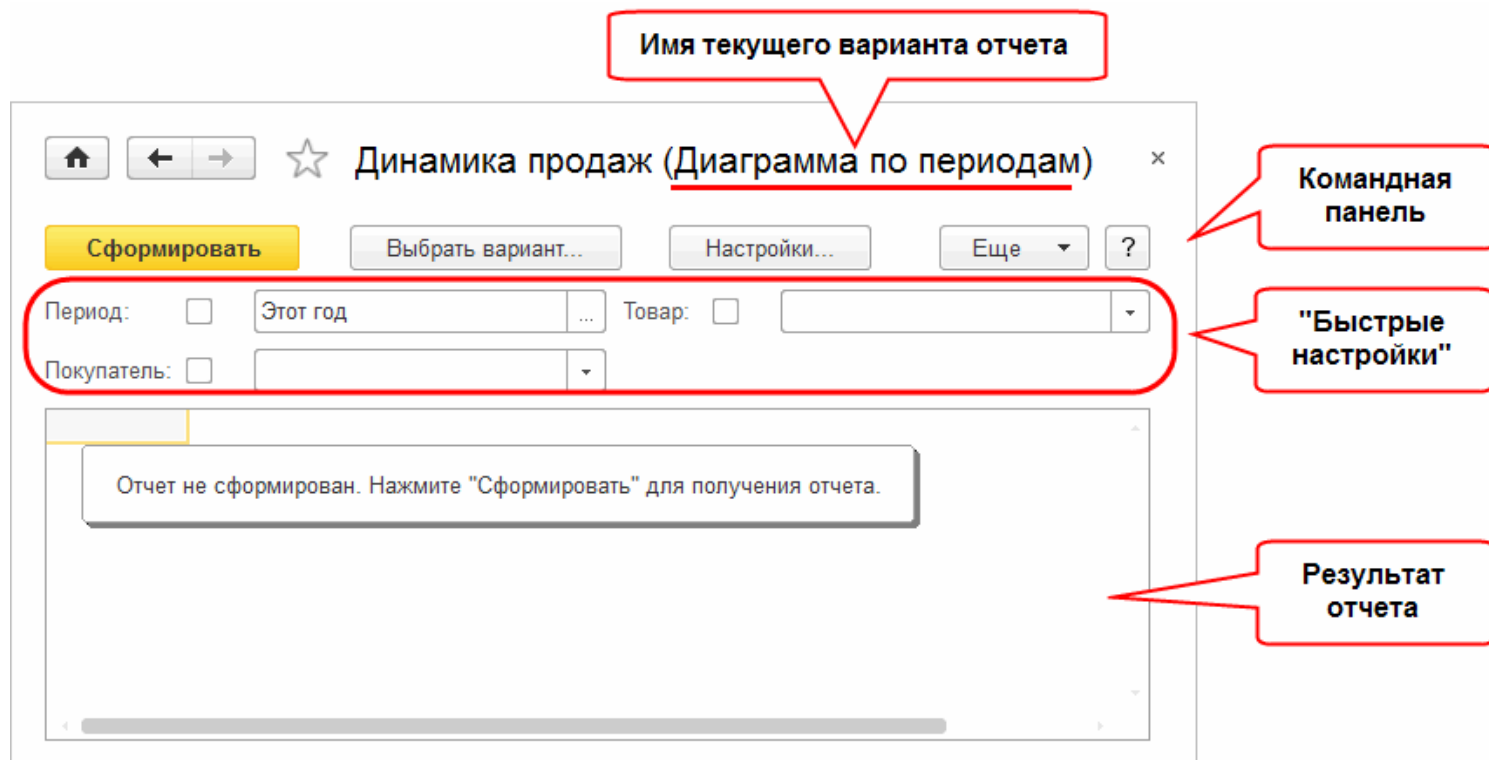 Имя текущего варианта отчета
Динамика продаж (Диаграмма по периодам) ×
Командная
панель
Сформировать Выбрать вариант... Настройки... Еще ?
Период: Этот год ... Товар:
Покупатель:
"Быстрые
настройки"
Отчет не сформирован. Нажмите "Сформировать" для получения отчета.
Результат
отчета